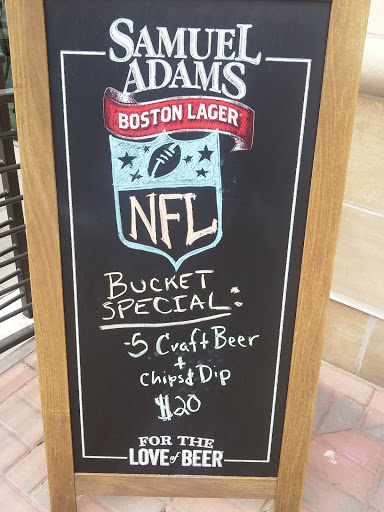 SAMUEL
ADAMS
BOSTON LAGER
NFL
BUCKET
SPECIAL:
-5 Craft Beer
+
chips & Dip
$20
FOR THE
LOVE of BEER